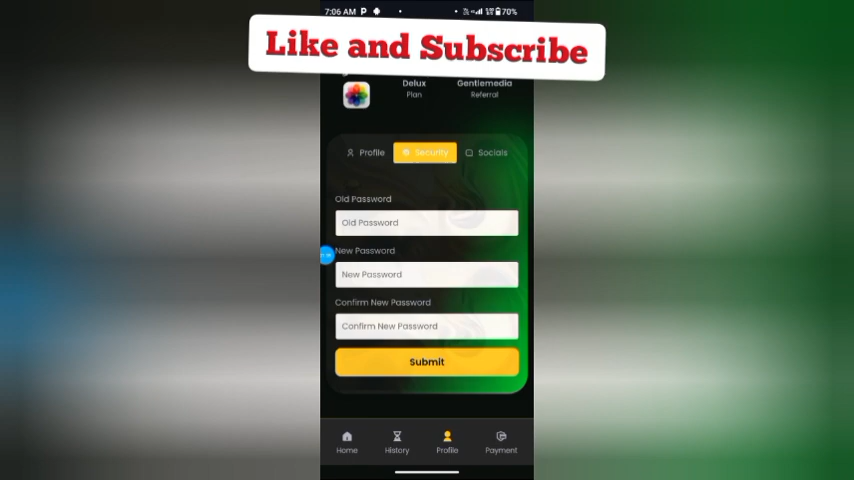 7:06 AM P
70%
Like and Subscribe
Delux
Plan
Gentlemedia
Referral
Profile
Security
Socials
Old Password
Old Password
New Password
New Password
Confirm New Password
Confirm New Password
Submit
Home
History
Profile
Payment